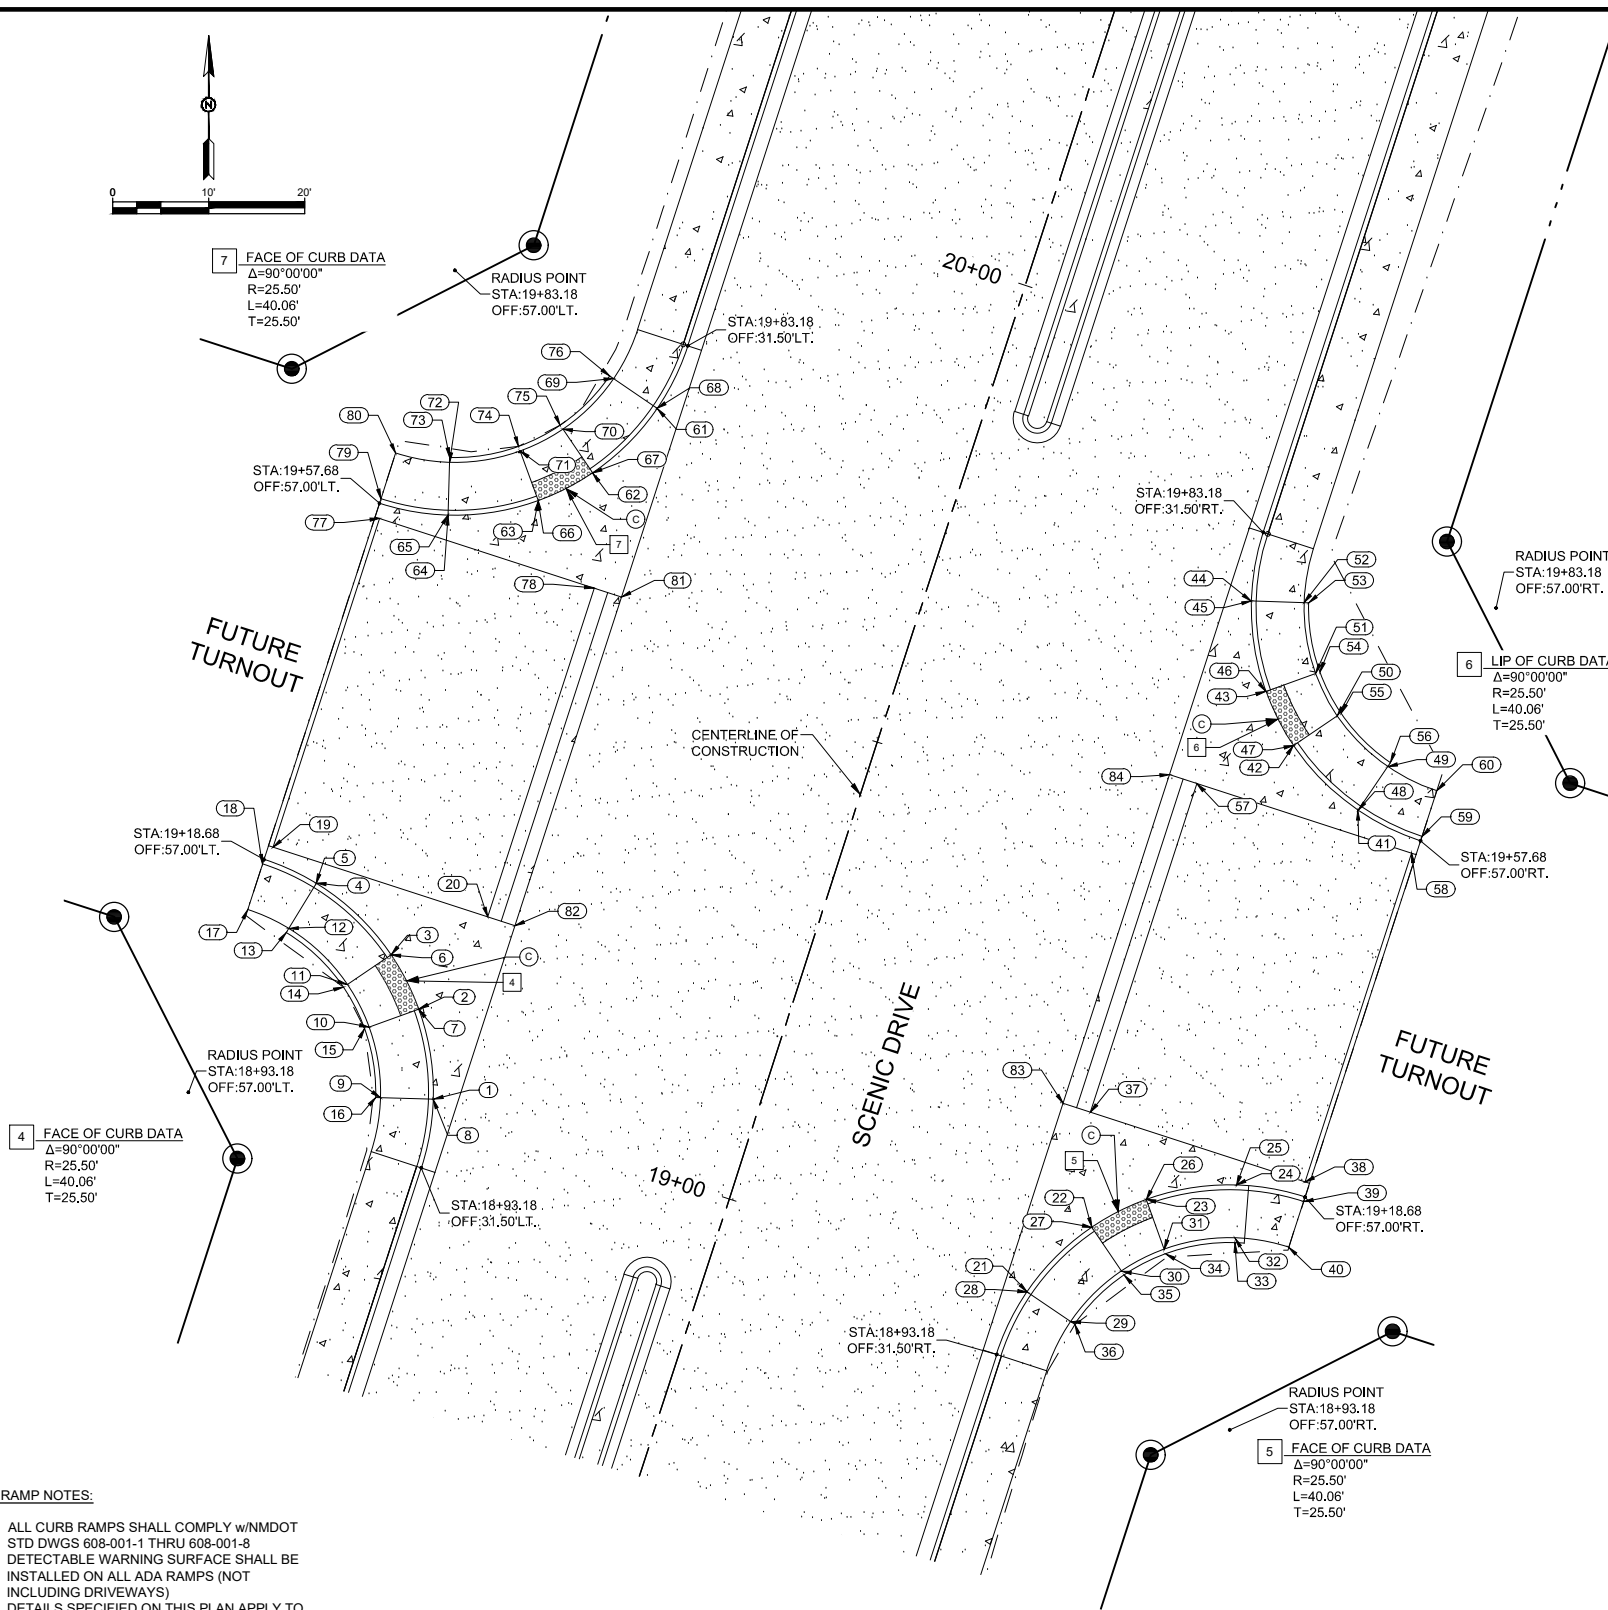 N
0 10' 20'
7 FACE OF CURB DATA
Δ=90°00'00"
R=25.50'
L=40.06'
T=25.50'
RADIUS POINT
STA:19+83.18
OFF:57.00'LT.
STA:19+83.18
OFF:31.50'LT.
20+00
76
69
75
72
73
74
80
79
STA:19+57.68
OFF:57.00'LT.
77
68
61
70
67
71
62
C
63
66
7
65
64
78
81
FUTURE
TURNOUT
CENTERLINE OF
CONSTRUCTION
STA:19+83.18
OFF:31.50'RT.
RADIUS POINT
STA:19+83.18
OFF:57.00'RT.
44
45
52
53
51
54
46
43
50
55
C
6
47
42
6 LIP OF CURB DATA
Δ=90°00'00"
R=25.50'
L=40.06'
T=25.50'
56
49
60
84
57
48
59
41
STA:19+57.68
OFF:57.00'RT.
58
18
19
STA:19+18.68
OFF:57.00'LT.
5
4
20
82
17
12
13
3
6
C
4
11
14
2
7
10
15
RADIUS POINT
STA:18+93.18
OFF:57.00'LT.
9
16
1
8
4 FACE OF CURB DATA
Δ=90°00'00"
R=25.50'
L=40.06'
T=25.50'
STA:18+93.18
OFF:31.50'LT.
19+00
SCENIC DRIVE
FUTURE
TURNOUT
83
37
C
5
26
25
24
38
39
STA:19+18.68
OFF:57.00'RT.
22
27
23
31
21
28
34
32
40
30
35
33
29
36
STA:18+93.18
OFF:31.50'RT.
RADIUS POINT
STA:18+93.18
OFF:57.00'RT.
5 FACE OF CURB DATA
Δ=90°00'00"
R=25.50'
L=40.06'
T=25.50'
RAMP NOTES:
ALL CURB RAMPS SHALL COMPLY w/NMDOT
STD DWGS 608-001-1 THRU 608-001-8
DETECTABLE WARNING SURFACE SHALL BE
INSTALLED ON ALL ADA RAMPS (NOT
INCLUDING DRIVEWAYS)
DETAILS SPECIFIED ON THIS PLAN APPLY TO